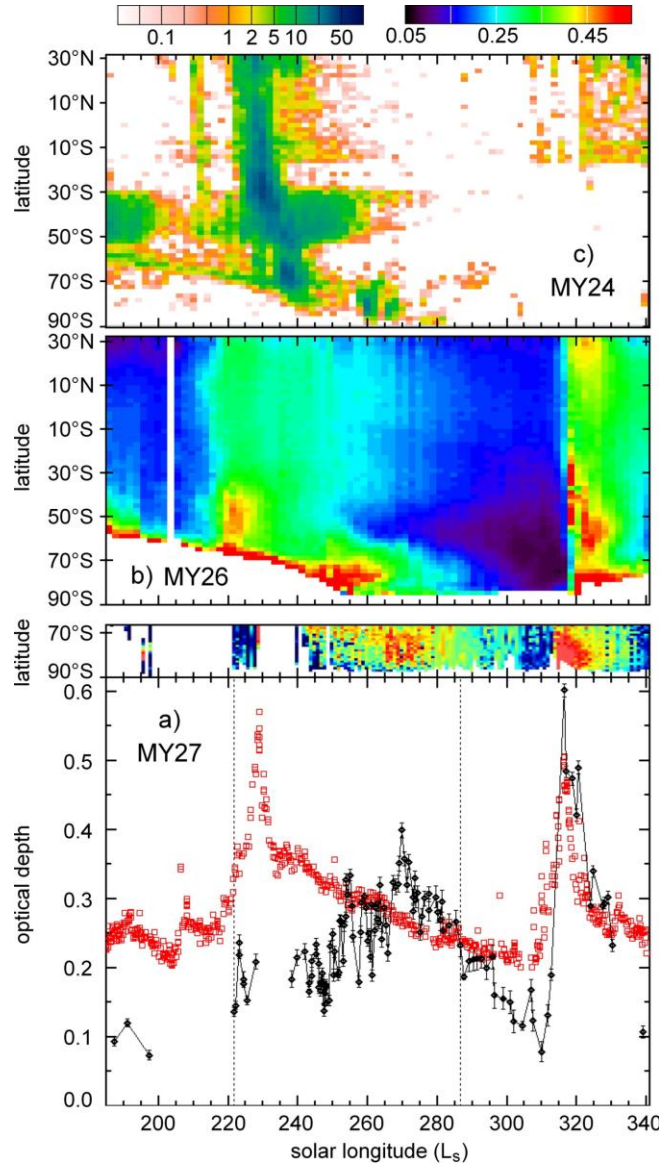 0.1 1 2 5 10 50 0.05 0.25 0.45
30°N
10°N
latitude
10°S
30°S
50°S
70°S
90°S
c)
MY24
30°N
10°N
latitude
10°S
30°S
50°S
70°S
90°S
b) MY26
latitude
70°S
90°S
0.6
a)
MY27
0.5
0.4
optical depth
0.3
0.2
0.1
0.0
200 220 240 260 280 300 320 340
solar longitude (Ls)